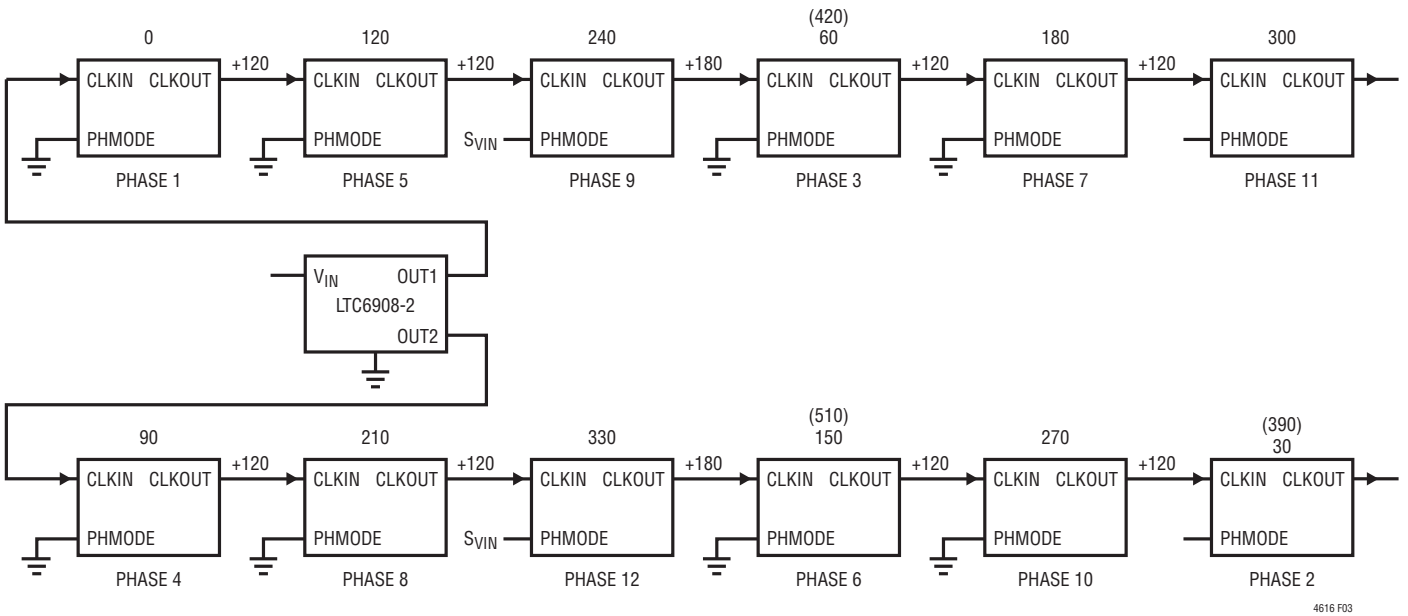 (420)
0 120 240 60 180 300
+120 +120 +180 +120 +120
CLKIN CLKOUT CLKIN CLKOUT CLKIN CLKOUT CLKIN CLKOUT CLKIN CLKOUT CLKIN CLKOUT
PHMODE PHMODE SVIN PHMODE PHMODE PHMODE PHMODE
PHASE 1 PHASE 5 PHASE 9 PHASE 3 PHASE 7 PHASE 11
VIN OUT1
LTC6908-2
OUT2
(510) (390)
90 210 330 150 270 30
+120 +120 +180 +120 +120
CLKIN CLKOUT CLKIN CLKOUT CLKIN CLKOUT CLKIN CLKOUT CLKIN CLKOUT CLKIN CLKOUT
PHMODE PHMODE SVIN PHMODE PHMODE PHMODE PHMODE
PHASE 4 PHASE 8 PHASE 12 PHASE 6 PHASE 10 PHASE 2
4616 F03